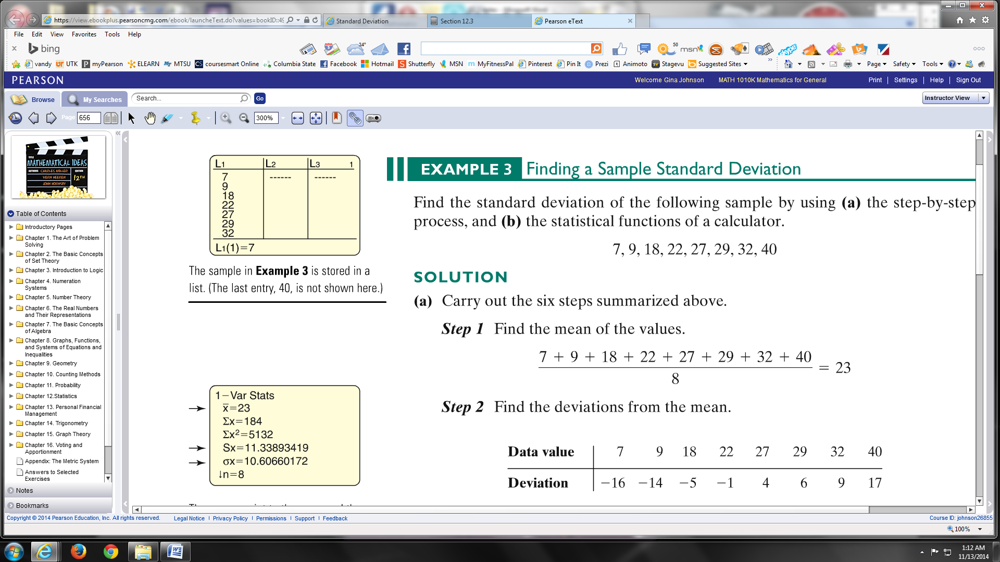 https://view.ebookplus.pearsoncmg.com/ebook/launcheText.do?values=bookID::49
Standard Deviation
Section 12.3
Pearson eText
File Edit View Favorites Tools Help
x bing
34°
50
msn
skype
vandy UTK myPearson ELEARN MTSU coursesmart Online Columbia State Facebook Hotmail Shutterfly MSN MyFitnessPal Pinterest Pin It Prezi Animoto Stagevu Suggested Sites
Page Safety Tools
PEARSON
Welcome Gina Johnson MATH 1010K Mathematics for General Print Settings Help Sign Out
Browse My Searches Search... Go Instructor View
Page 656 300%
TITLE
MATHEMATICAL IDEAS
AUTHORS CHARLES MILLER EDITION
VERN HEEREN 12TH
JOHN HORNSBY
Table of Contents
Introductory Pages
Chapter 1. The Art of Problem
Solving
Chapter 2. The Basic Concepts
of Set Theory
Chapter 3. Introduction to Logic
Chapter 4. Numeration
Systems
Chapter 5. Number Theory
Chapter 6. The Real Numbers
and Their Representations
Chapter 7. The Basic Concepts
of Algebra
Chapter 8. Graphs, Functions,
and Systems of Equations and
Inequalities
Chapter 9. Geometry
Chapter 10. Counting Methods
Chapter 11. Probability
Chapter 12.Statistics
Chapter 13. Personal Financial
Management
Chapter 14. Trigonometry
Chapter 15. Graph Theory
Chapter 16. Voting and
Apportionment
Appendix: The Metric System
Answers to Selected
Exercises
Notes
Bookmarks
L1 L2 L3 1
7 ------ ------
9
18
22
27
29
32
L1(1)=7
The sample in Example 3 is stored in a
list. (The last entry, 40, is not shown here.)
1–Var Stats
x̄=23
Σx=184
Σx²=5132
Sx=11.33893419
σx=10.60660172
↓n=8
EXAMPLE 3 Finding a Sample Standard Deviation
Find the standard deviation of the following sample by using (a) the step-by-step
process, and (b) the statistical functions of a calculator.
7, 9, 18, 22, 27, 29, 32, 40
SOLUTION
(a) Carry out the six steps summarized above.
Step 1 Find the mean of the values.
7 + 9 + 18 + 22 + 27 + 29 + 32 + 40
= 23
8
Step 2 Find the deviations from the mean.
Data value 7 9 18 22 27 29 32 40
Deviation −16 −14 −5 −1 4 6 9 17
Copyright © 2014 Pearson Education, Inc. All rights reserved. Legal Notice | Privacy Policy | Permissions | Support | Feedback Course ID: johnson26855
100%
1:12 AM
11/13/2014